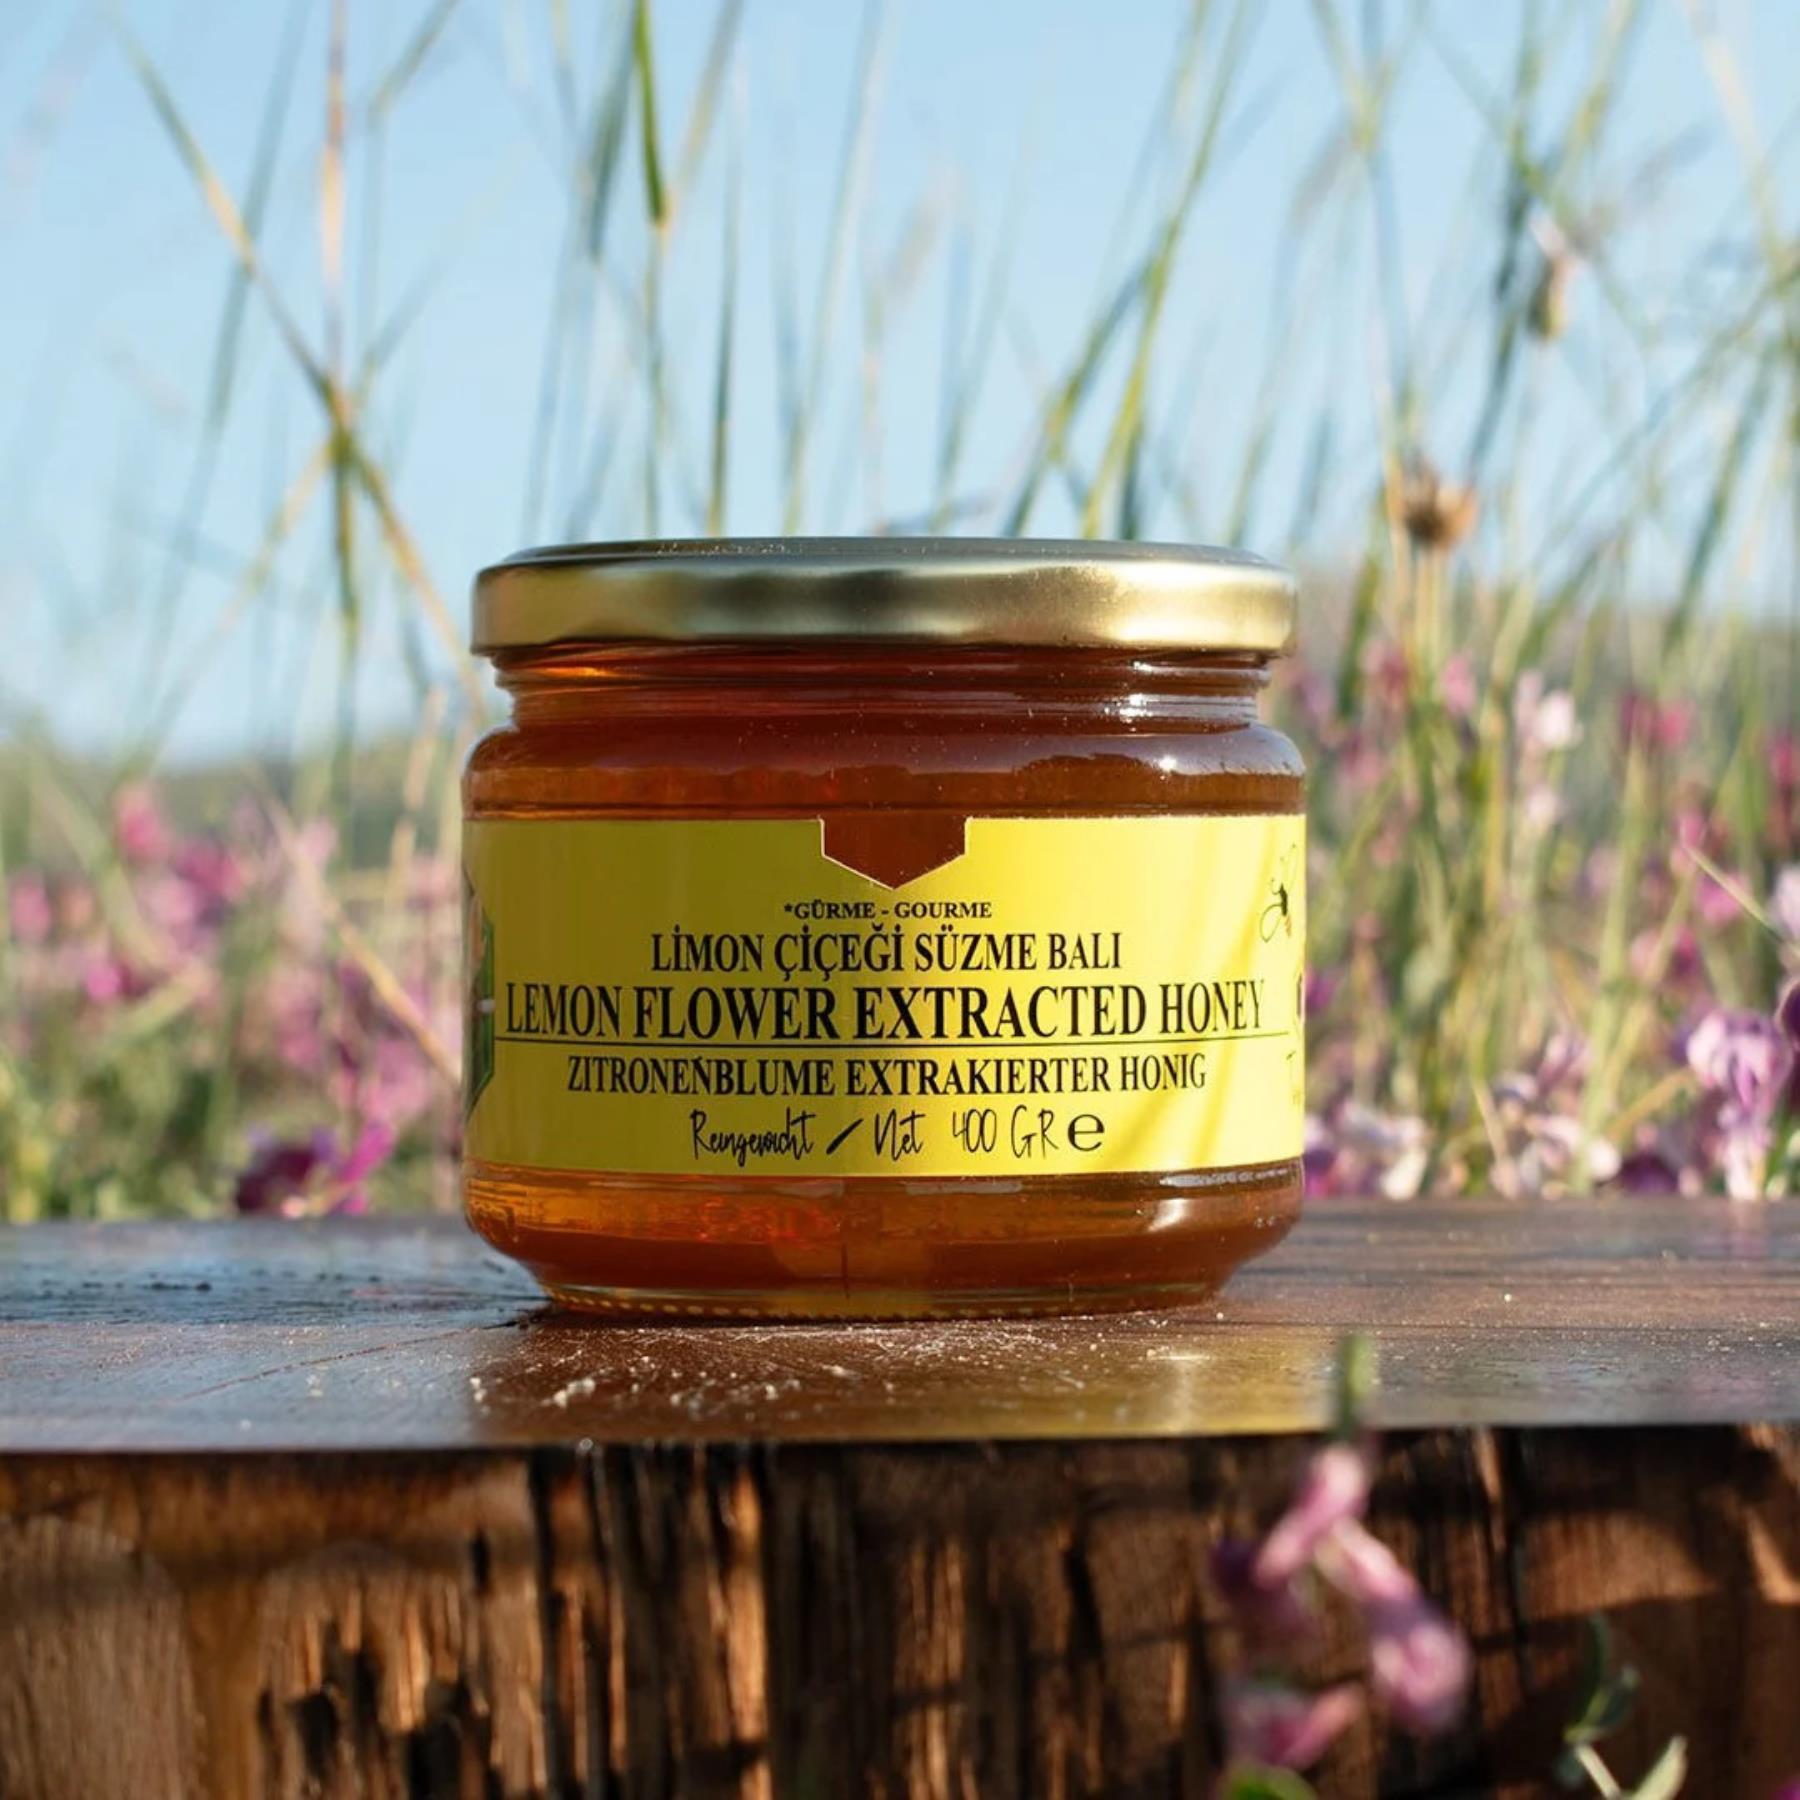 *GÜRME - GOURME
LİMON ÇİÇEĞİ SÜZME BALI
LEMON FLOWER EXTRACTED HONEY
ZITRONENBLUME EXTRAKIERTER HONIG
Reingewicht / Net 400 GR ℮